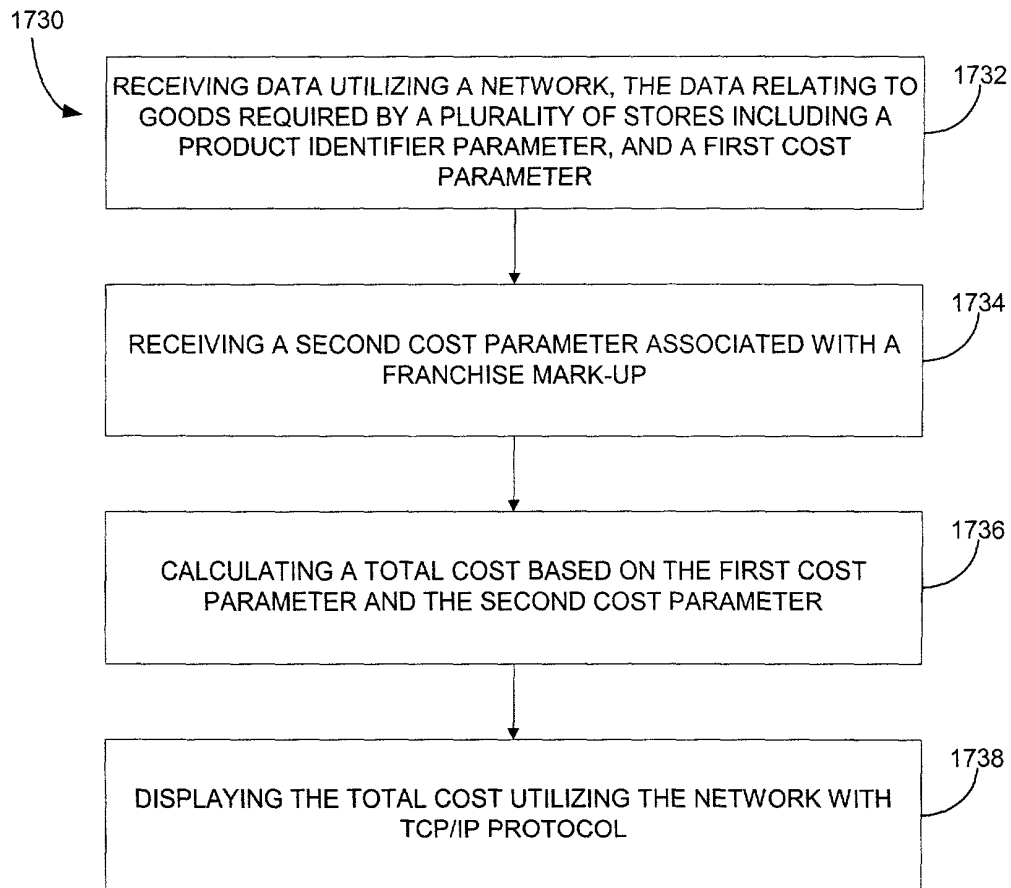 1730
RECEIVING DATA UTILIZING A NETWORK, THE DATA RELATING TO
GOODS REQUIRED BY A PLURALITY OF STORES INCLUDING A
PRODUCT IDENTIFIER PARAMETER, AND A FIRST COST
PARAMETER
1732
RECEIVING A SECOND COST PARAMETER ASSOCIATED WITH A
FRANCHISE MARK-UP
1734
CALCULATING A TOTAL COST BASED ON THE FIRST COST
PARAMETER AND THE SECOND COST PARAMETER
1736
DISPLAYING THE TOTAL COST UTILIZING THE NETWORK WITH
TCP/IP PROTOCOL
1738